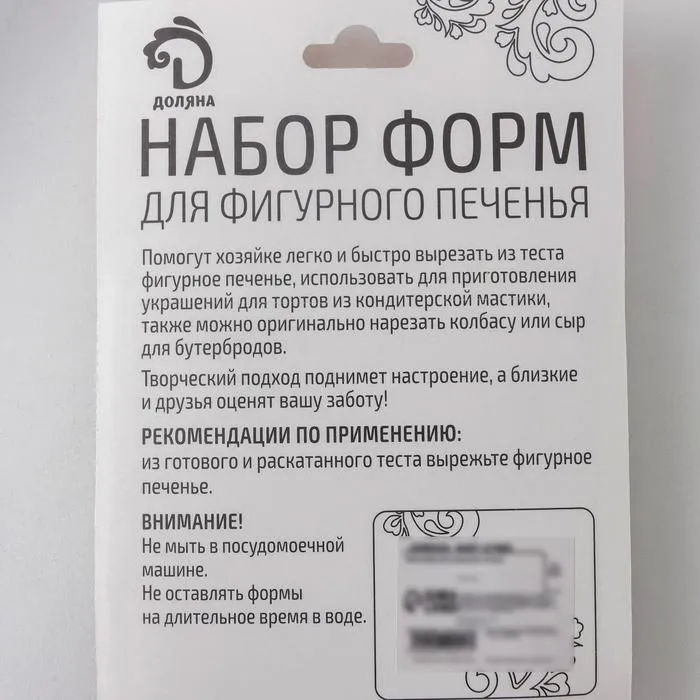 ДОЛЯНА
НАБОР ФОРМ
ДЛЯ ФИГУРНОГО ПЕЧЕНЬЯ
Помогут хозяйке легко и быстро вырезать из теста
фигурное печенье, использовать для приготовления
украшений для тортов из кондитерской мастики,
также можно оригинально нарезать колбасу или сыр
для бутербродов.
Творческий подход поднимет настроение, а близкие
и друзья оценят вашу заботу!
РЕКОМЕНДАЦИИ ПО ПРИМЕНЕНИЮ:
из готового и раскатанного теста вырежьте фигурное
печенье.
ВНИМАНИЕ!
Не мыть в посудомоечной
машине.
Не оставлять формы
на длительное время в воде.